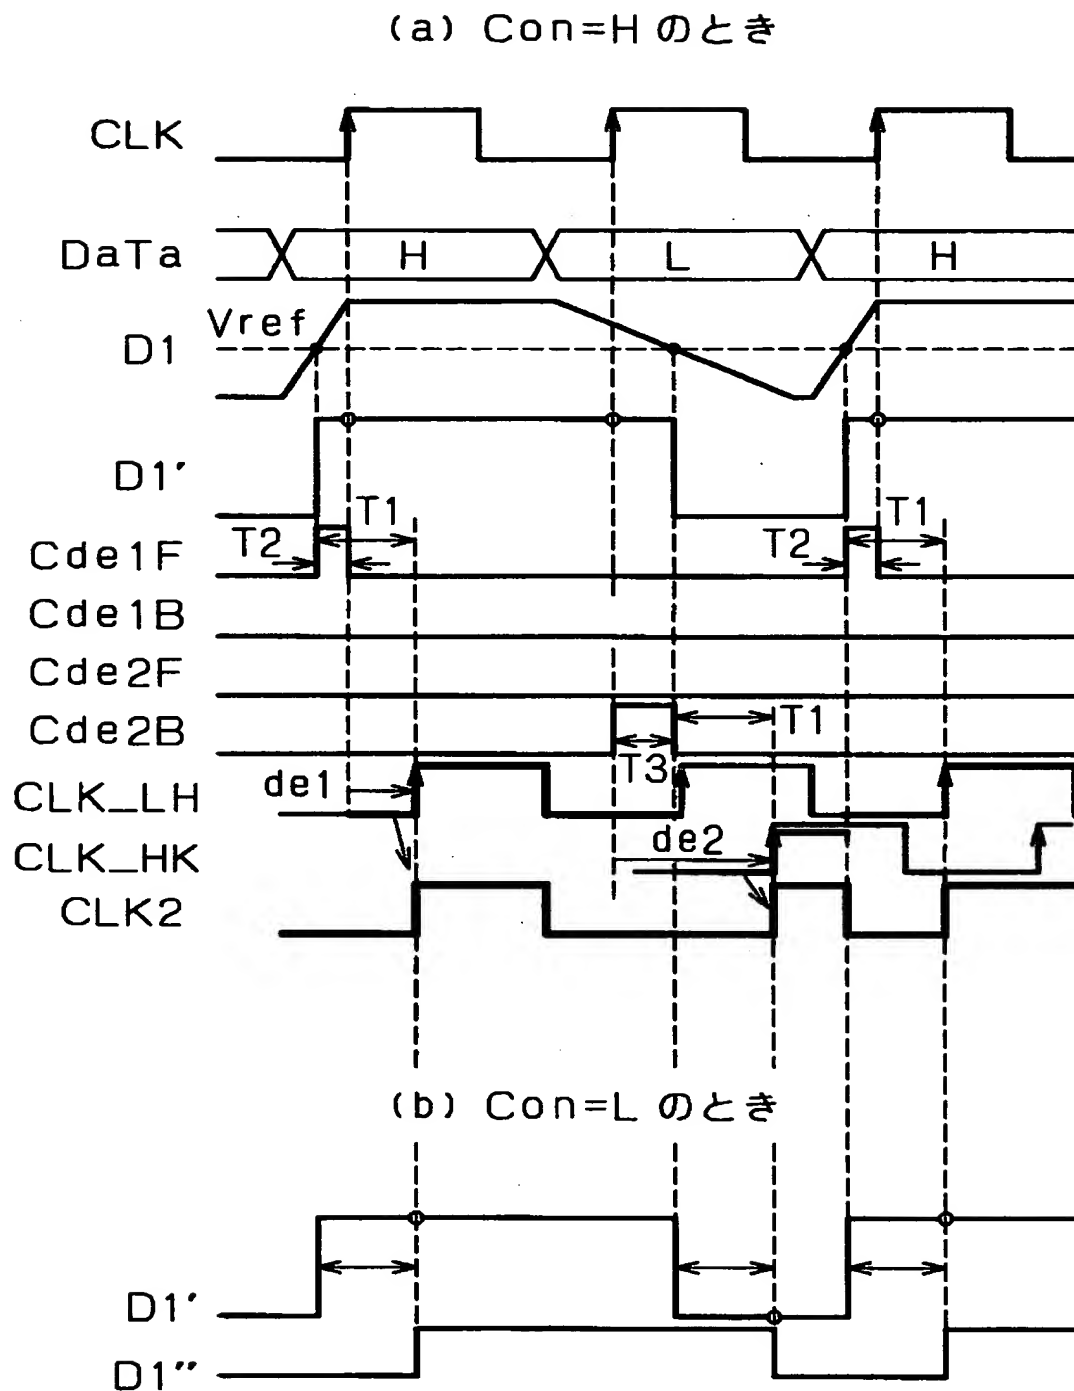 (a) Con=H のとき
CLK
DaTa H L H
Vref
D1
D1'
T1 T1
T2 T2
Cde1F
Cde1B
Cde2F
Cde2B T1
T3
de1
CLK_LH
CLK_HK de2
CLK2
(b) Con=L のとき
D1'
D1''